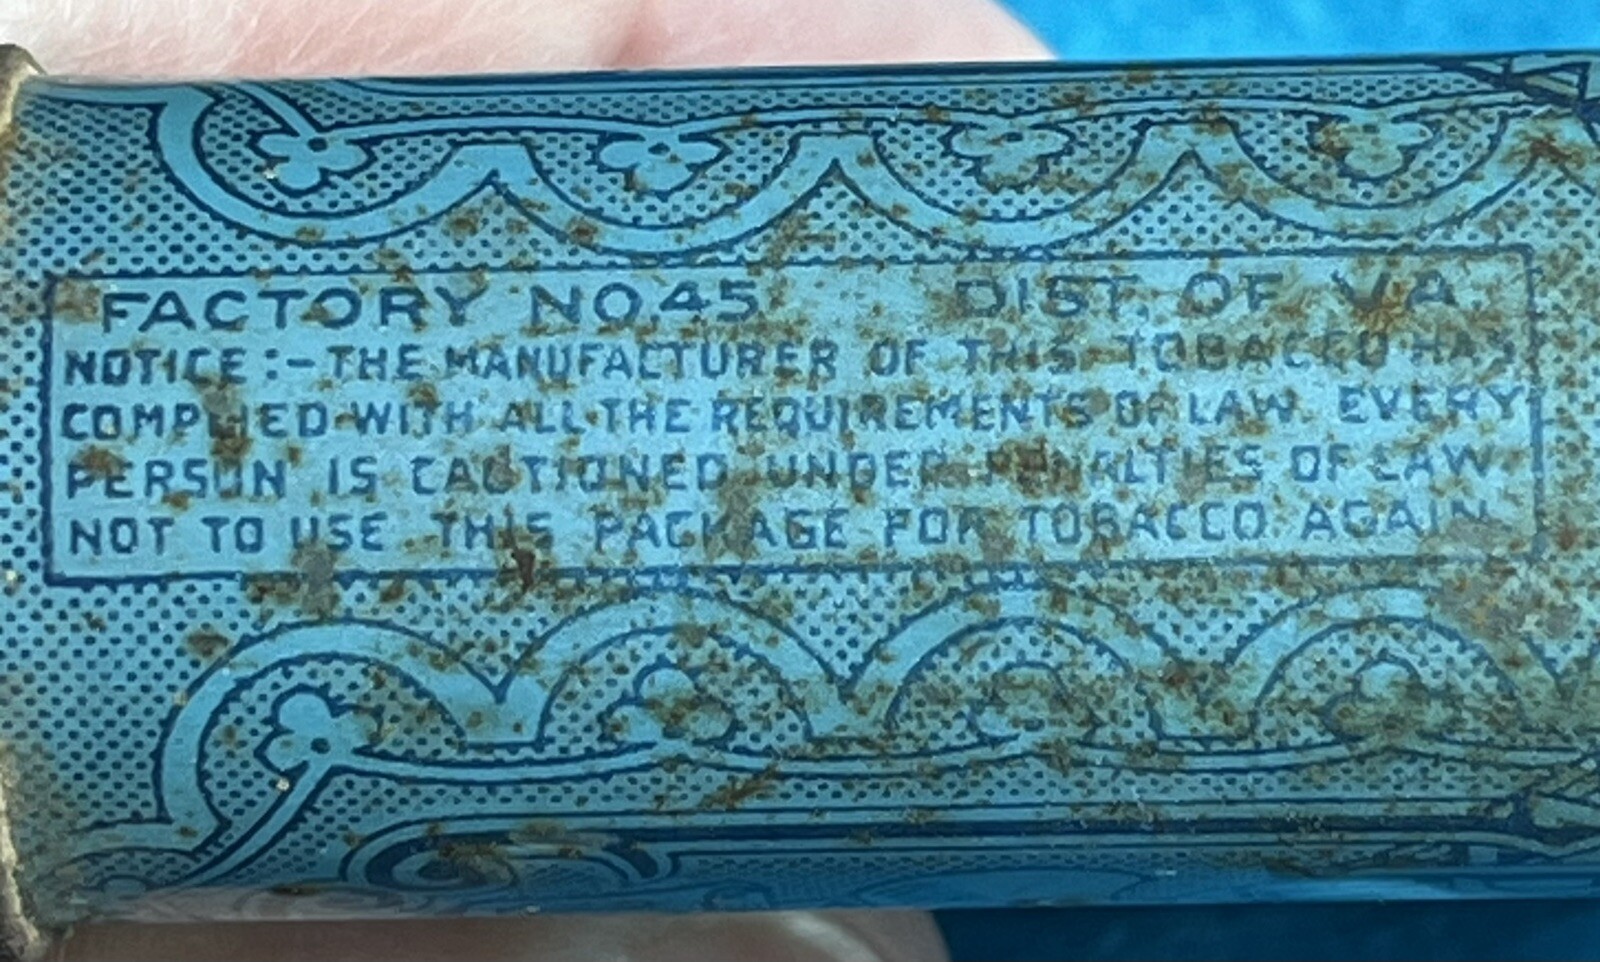 FACTORY NO.45 DIST. OF VA
NOTICE:- THE MANUFACTURER OF THIS TOBACCO HAS
COMPLIED WITH ALL THE REQUIREMENTS OF LAW. EVERY
PERSON IS CAUTIONED UNDER PENALTIES OF LAW
NOT TO USE THIS PACKAGE FOR TOBACCO AGAIN